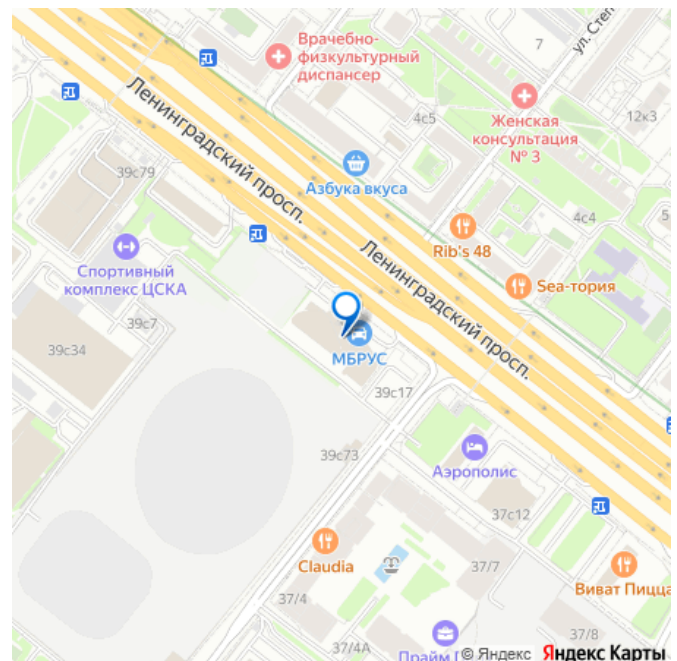 Врачебно-
физкультурный
диспансер
7
ул. Степ
4с5
Женская
консультация
№ 3
12к3
Ленинградский просп.
39с79
Азбука вкуса
4с4
5
Rib's 48
Sea-тория
Спортивный
комплекс ЦСКА
Ленинградский просп.
39с7
39с34
МБРУС
39с17
39с73
Аэрополис
37с12
Claudia
37/7
Виват Пицца
37/4
37/4А
37/8
Прайм
© Яндекс Яндекс Карты